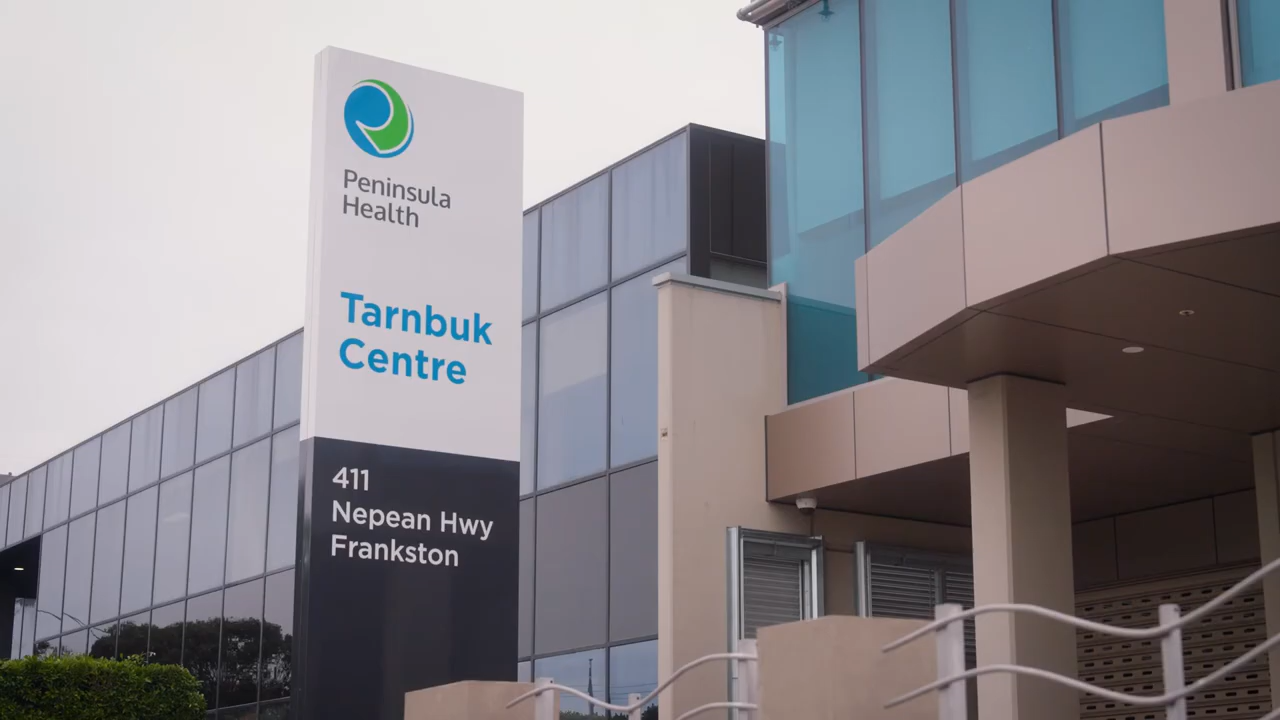 Peninsula
Health
Tarnbuk
Centre
411
Nepean Hwy
Frankston